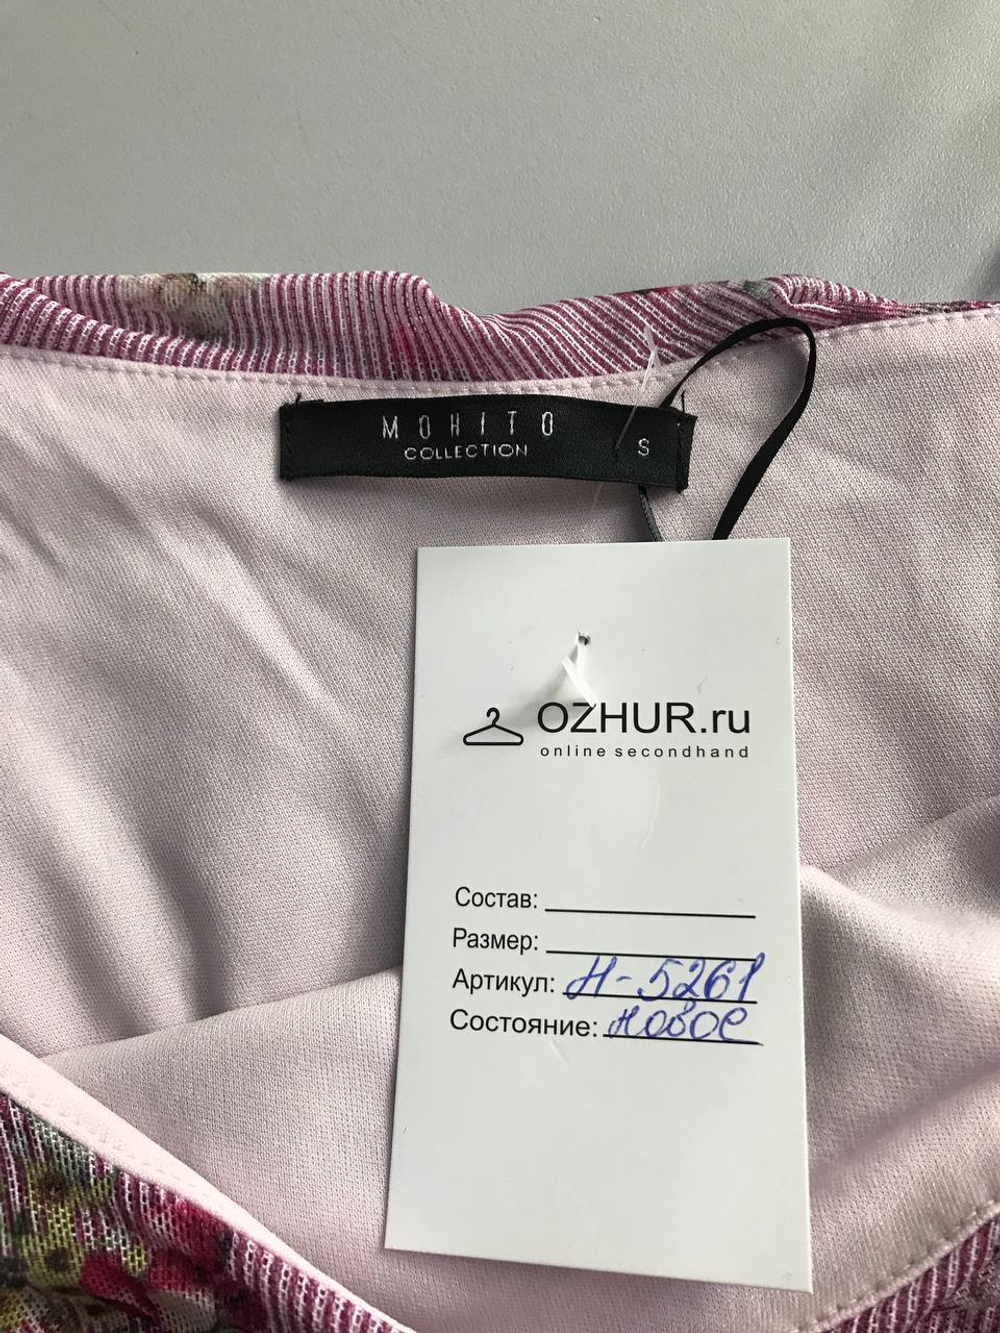 MOHITO
COLLECTION
S
OZHUR.ru
online secondhand
Состав:
Размер:
Артикул: Н-5261
Состояние: новое